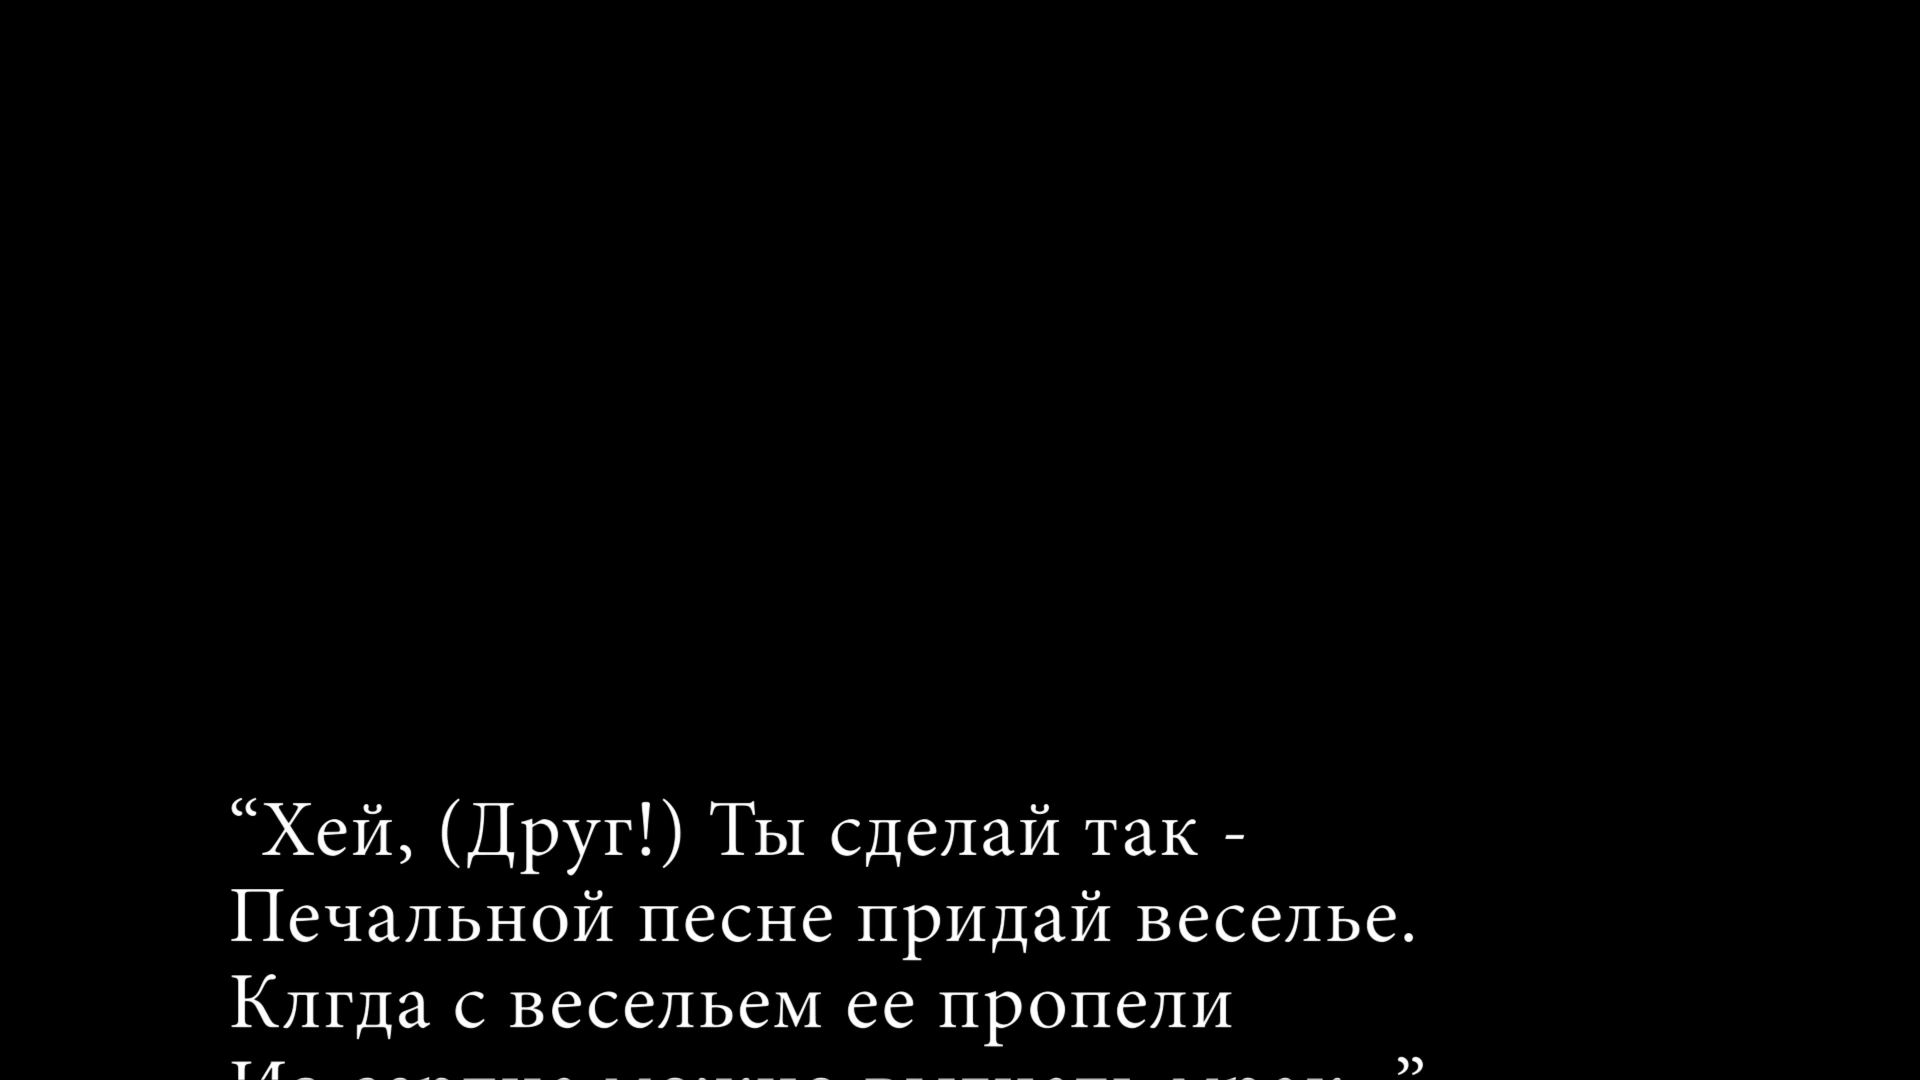 “Хей, (Друг!) Ты сделай так -
Печальной песне придай веселье.
Клгда с весельем ее пропели